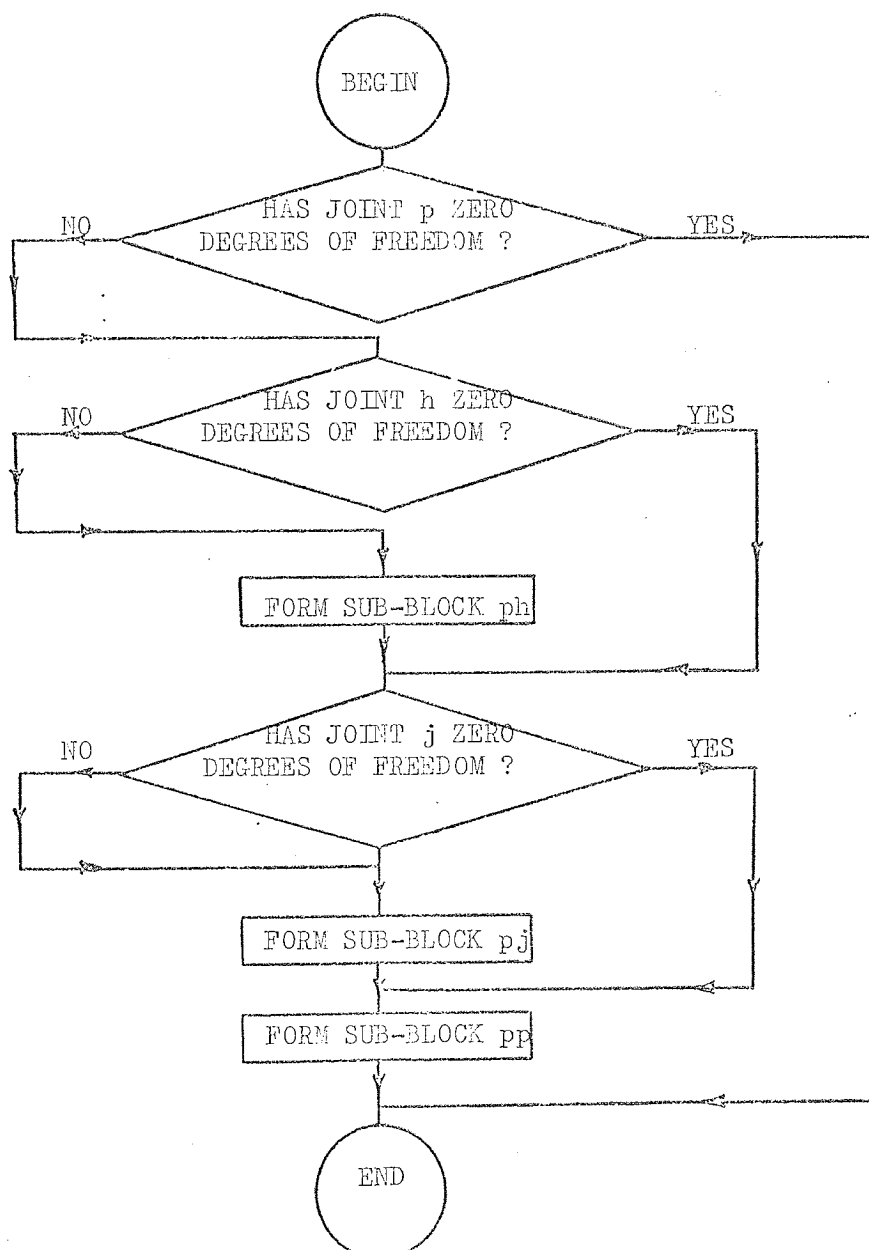 BEGIN
HAS JOINT p ZERO
DEGREES OF FREEDOM ?
NO
YES
HAS JOINT h ZERO
DEGREES OF FREEDOM ?
NO
YES
FORM SUB-BLOCK ph
HAS JOINT j ZERO
DEGREES OF FREEDOM ?
NO
YES
FORM SUB-BLOCK pj
FORM SUB-BLOCK pp
END